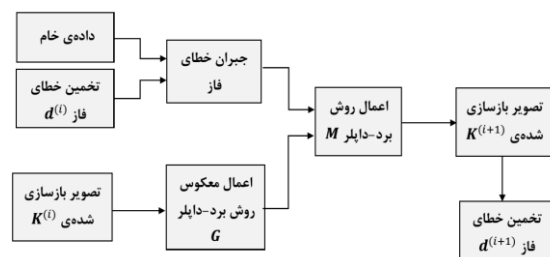 داده‌ی خام
تخمین خطای
فاز d^(i)
جبران خطای
فاز
اعمال روش
برد-داپلر M
تصویر بازسازی
شده‌ی K^(i+1)
تصویر بازسازی
شده‌ی K^(i)
اعمال معکوس
روش برد-داپلر
G
تخمین خطای
فاز d^(i+1)